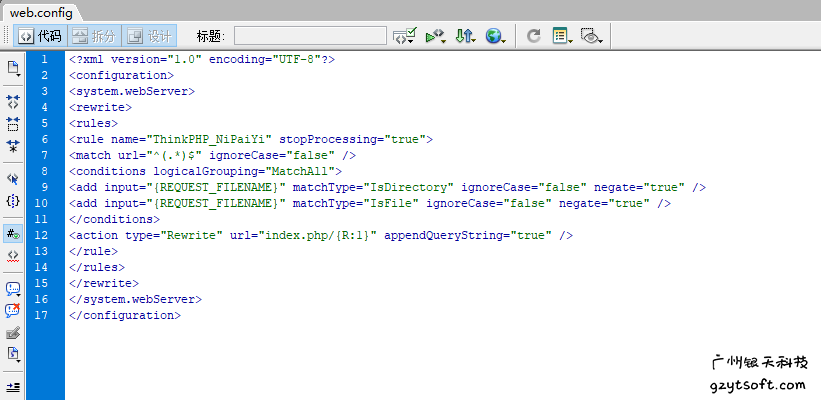 web.config
代码 拆分 设计 标题:
1 <?xml version="1.0" encoding="UTF-8"?>
2 <configuration>
3 <system.webServer>
4 <rewrite>
5 <rules>
6 <rule name="ThinkPHP_NiPaiYi" stopProcessing="true">
7 <match url="^(.*)$" ignoreCase="false" />
8 <conditions logicalGrouping="MatchAll">
9 <add input="{REQUEST_FILENAME}" matchType="IsDirectory" ignoreCase="false" negate="true" />
10 <add input="{REQUEST_FILENAME}" matchType="IsFile" ignoreCase="false" negate="true" />
11 </conditions>
12 <action type="Rewrite" url="index.php/{R:1}" appendQueryString="true" />
13 </rule>
14 </rules>
15 </rewrite>
16 </system.webServer>
17 </configuration>
广州银天科技
gzytsoft.com